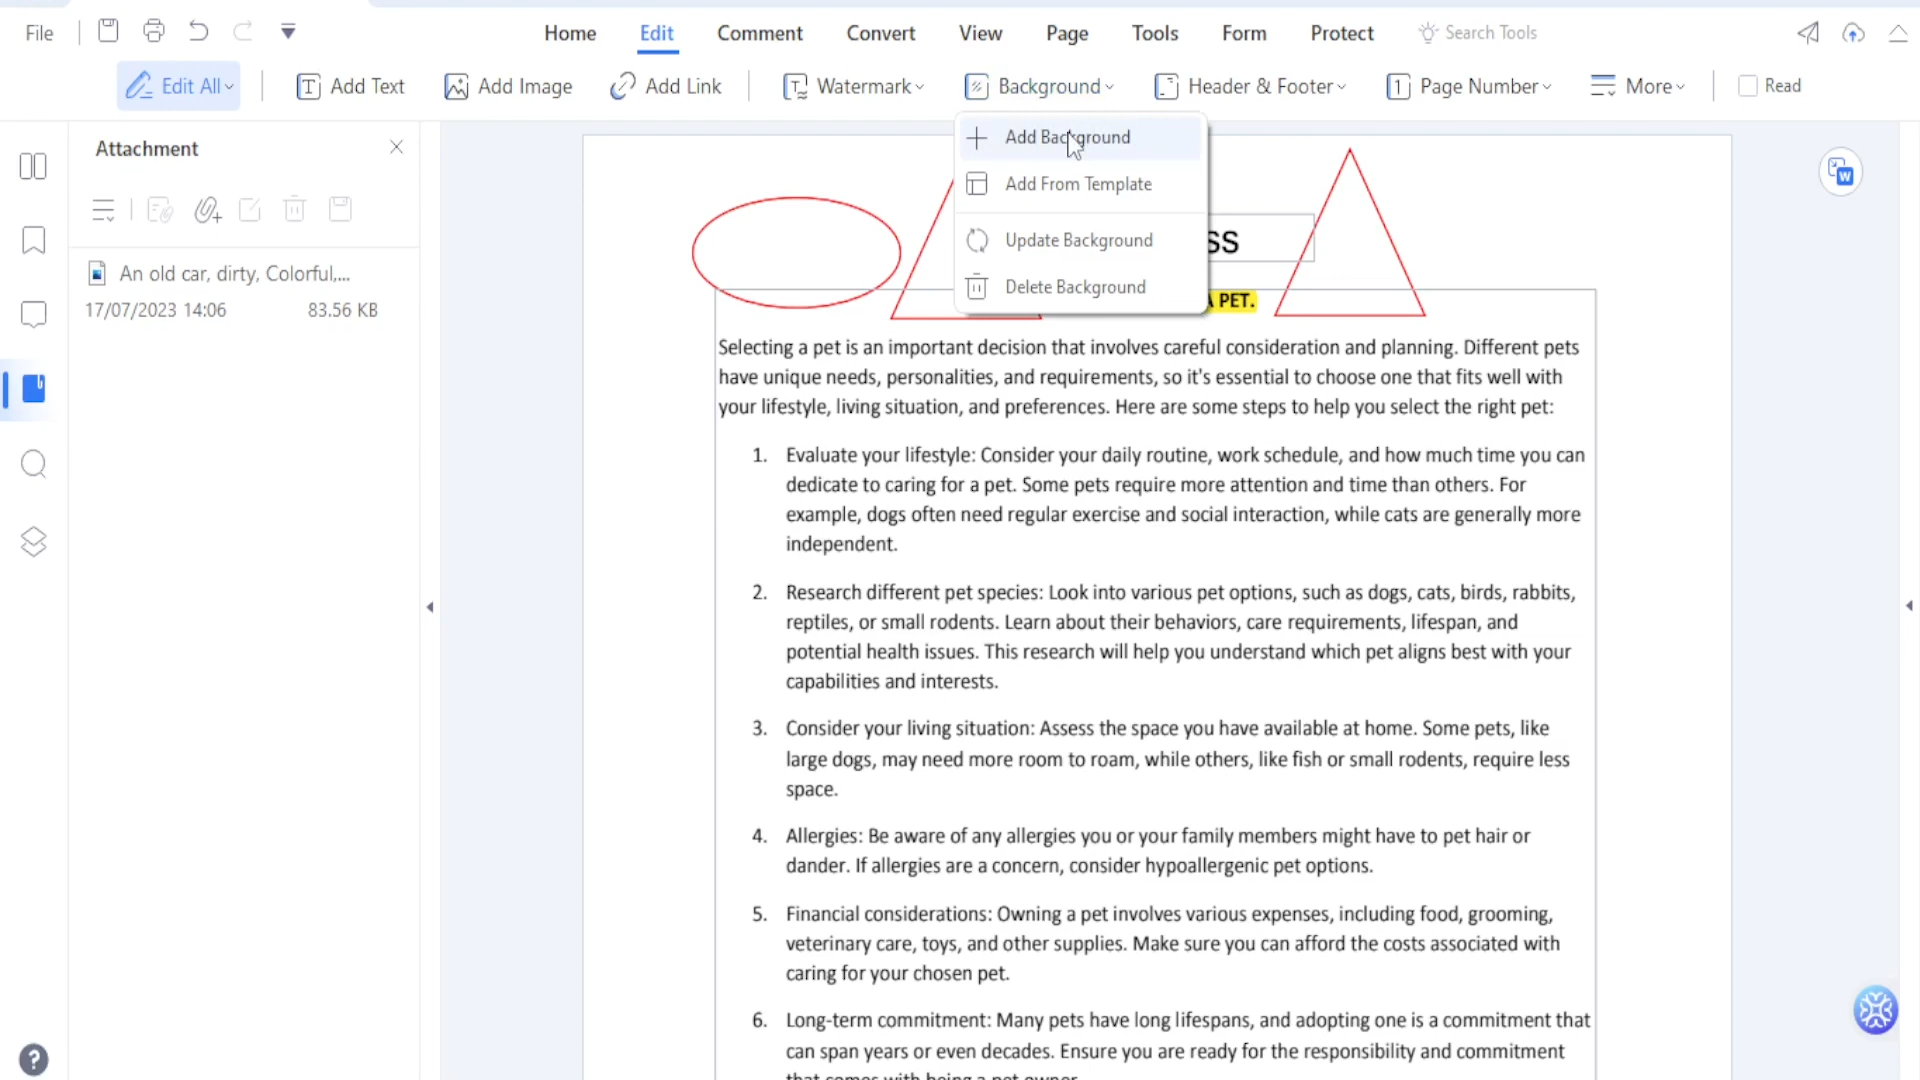 File
Home Edit Comment Convert View Page Tools Form Protect Search Tools
Edit All Add Text Add Image Add Link Watermark Background Header & Footer 1 Page Number More Read
Attachment
An old car, dirty, Colorful,...
17/07/2023 14:06 83.56 KB
Add Background
Add From Template
Update Background
Delete Background
SS
A PET.
Selecting a pet is an important decision that involves careful consideration and planning. Different pets
have unique needs, personalities, and requirements, so it's essential to choose one that fits well with
your lifestyle, living situation, and preferences. Here are some steps to help you select the right pet:
1. Evaluate your lifestyle: Consider your daily routine, work schedule, and how much time you can
dedicate to caring for a pet. Some pets require more attention and time than others. For
example, dogs often need regular exercise and social interaction, while cats are generally more
independent.
2. Research different pet species: Look into various pet options, such as dogs, cats, birds, rabbits,
reptiles, or small rodents. Learn about their behaviors, care requirements, lifespan, and
potential health issues. This research will help you understand which pet aligns best with your
capabilities and interests.
3. Consider your living situation: Assess the space you have available at home. Some pets, like
large dogs, may need more room to roam, while others, like fish or small rodents, require less
space.
4. Allergies: Be aware of any allergies you or your family members might have to pet hair or
dander. If allergies are a concern, consider hypoallergenic pet options.
5. Financial considerations: Owning a pet involves various expenses, including food, grooming,
veterinary care, toys, and other supplies. Make sure you can afford the costs associated with
caring for your chosen pet.
6. Long-term commitment: Many pets have long lifespans, and adopting one is a commitment that
can span years or even decades. Ensure you are ready for the responsibility and commitment
that comes with being a pet owner.